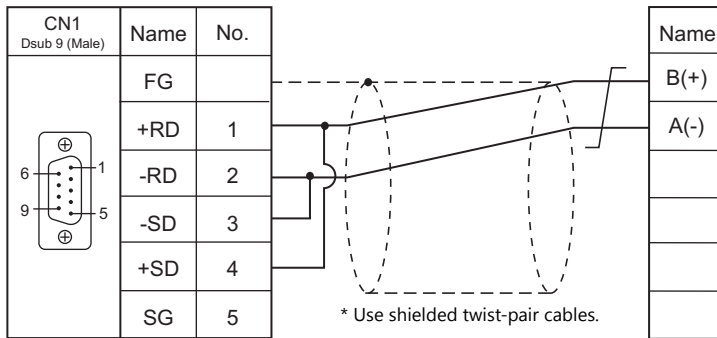 CN1
Dsub 9 (Male)
Name
No.
Name
FG
B(+)
+RD
1
A(-)
-RD
2
-SD
3
+SD
4
SG
5
6
1
9
5
* Use shielded twist-pair cables.